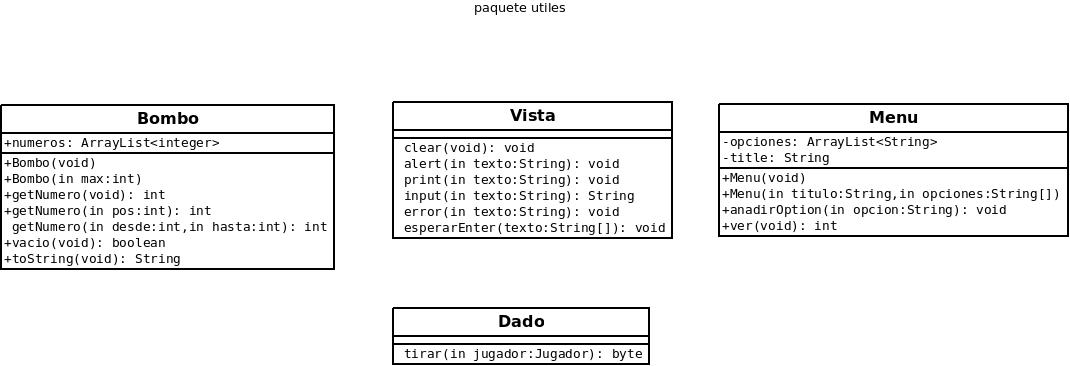 paquete utiles
Bombo
+numeros: ArrayList<integer>
+Bombo(void)
+Bombo(in max:int)
+getNumero(void): int
+getNumero(in pos:int): int
getNumero(in desde:int,in hasta:int): int
+vacio(void): boolean
+toString(void): String
Vista
clear(void): void
alert(in texto:String): void
print(in texto:String): void
input(in texto:String): String
error(in texto:String): void
esperarEnter(texto:String[]): void
Menu
-opciones: ArrayList<String>
-title: String
+Menu(void)
+Menu(in titulo:String,in opciones:String[])
+anadirOption(in opcion:String): void
+ver(void): int
Dado
tirar(in jugador:Jugador): byte